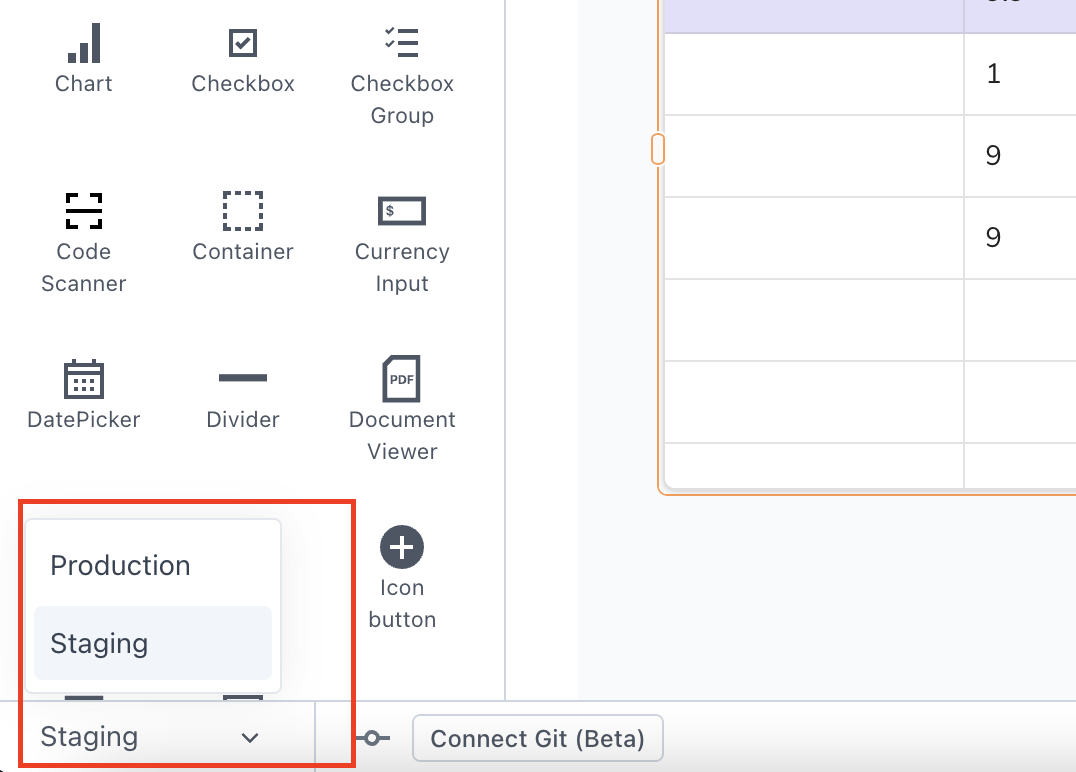 Chart
Checkbox
Checkbox
Group
1
9
Code
Scanner
Container
$
Currency
Input
9
DatePicker
Divider
PDF
Document
Viewer
Production
Staging
Icon
button
Staging
Connect Git (Beta)